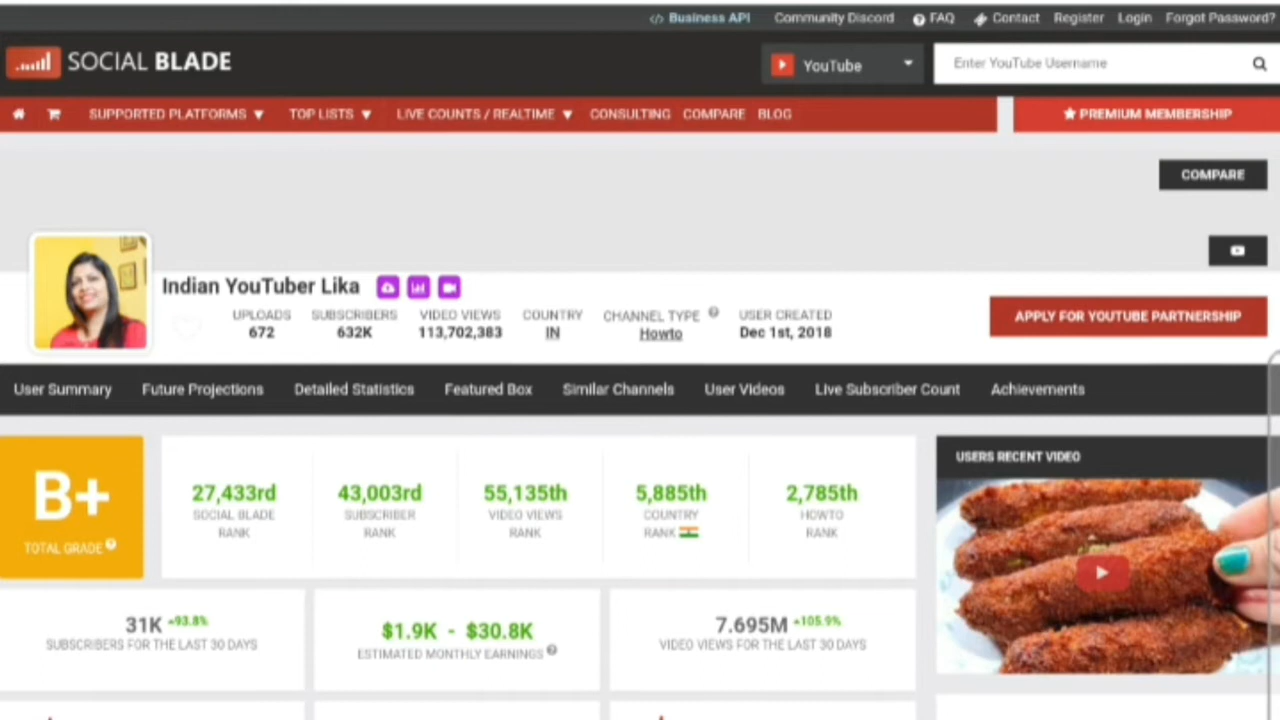 Business API Community Discord FAQ Contact Register Login Forgot Password?
SOCIAL BLADE YouTube Enter YouTube Username
SUPPORTED PLATFORMS TOP LISTS LIVE COUNTS / REALTIME CONSULTING COMPARE BLOG PREMIUM MEMBERSHIP
COMPARE
Indian YouTuber Lika
UPLOADS SUBSCRIBERS VIDEO VIEWS COUNTRY CHANNEL TYPE USER CREATED
672 632K 113,702,383 IN Howto Dec 1st, 2018
APPLY FOR YOUTUBE PARTNERSHIP
User Summary Future Projections Detailed Statistics Featured Box Similar Channels User Videos Live Subscriber Count Achievements
B+
TOTAL GRADE
27,433rd 43,003rd 55,135th 5,885th 2,785th
SOCIAL BLADE SUBSCRIBER VIDEO VIEWS COUNTRY HOWTO
RANK RANK RANK RANK RANK
USERS RECENT VIDEO
31K +93.8%
SUBSCRIBERS FOR THE LAST 30 DAYS
$1.9K - $30.8K
ESTIMATED MONTHLY EARNINGS
7.695M +105.9%
VIDEO VIEWS FOR THE LAST 30 DAYS